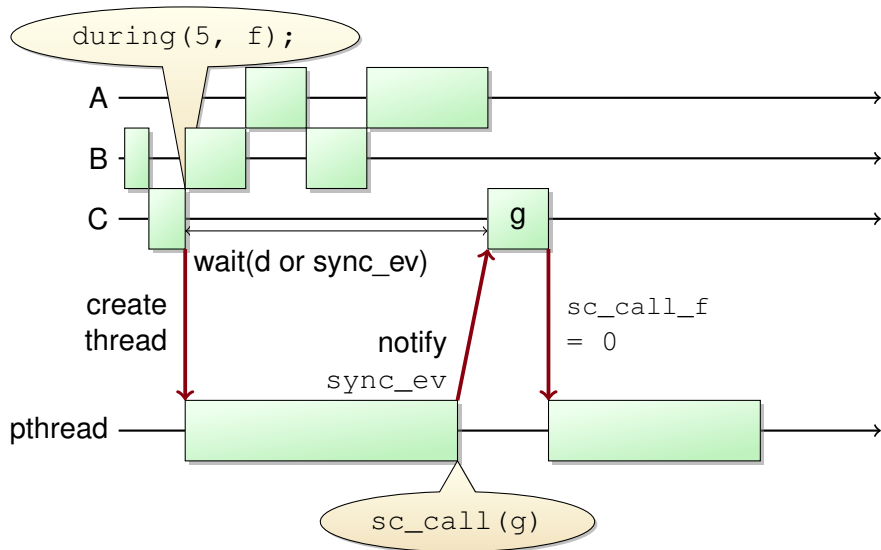 during(5, f);
A
B
C
g
wait(d or sync_ev)
create
thread
notify
sync_ev
sc_call_f
= 0
pthread
sc_call(g)